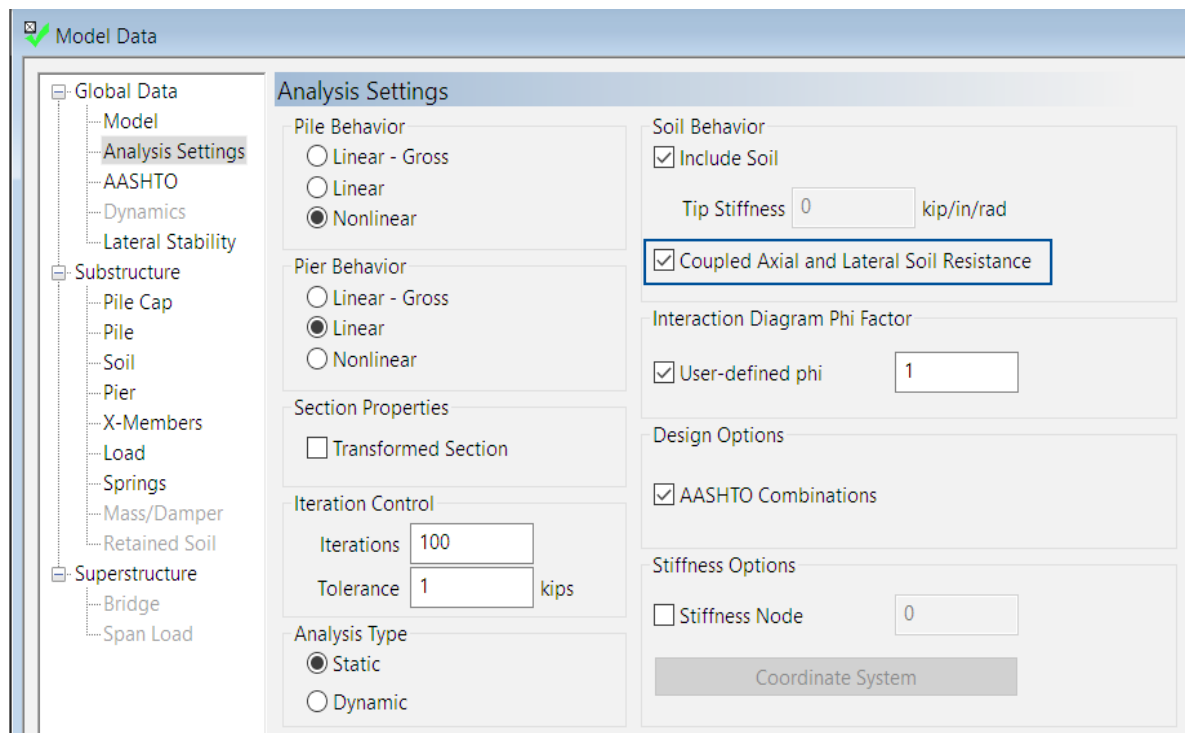 Model Data
Global Data
Model
Analysis Settings
AASHTO
Dynamics
Lateral Stability
Substructure
Pile Cap
Pile
Soil
Pier
X-Members
Load
Springs
Mass/Damper
Retained Soil
Superstructure
Bridge
Span Load
Analysis Settings
Pile Behavior
Linear - Gross
Linear
Nonlinear
Pier Behavior
Linear - Gross
Linear
Nonlinear
Section Properties
Transformed Section
Iteration Control
Iterations 100
Tolerance 1 kips
Analysis Type
Static
Dynamic
Soil Behavior
Include Soil
Tip Stiffness 0 kip/in/rad
Coupled Axial and Lateral Soil Resistance
Interaction Diagram Phi Factor
User-defined phi 1
Design Options
AASHTO Combinations
Stiffness Options
Stiffness Node 0
Coordinate System